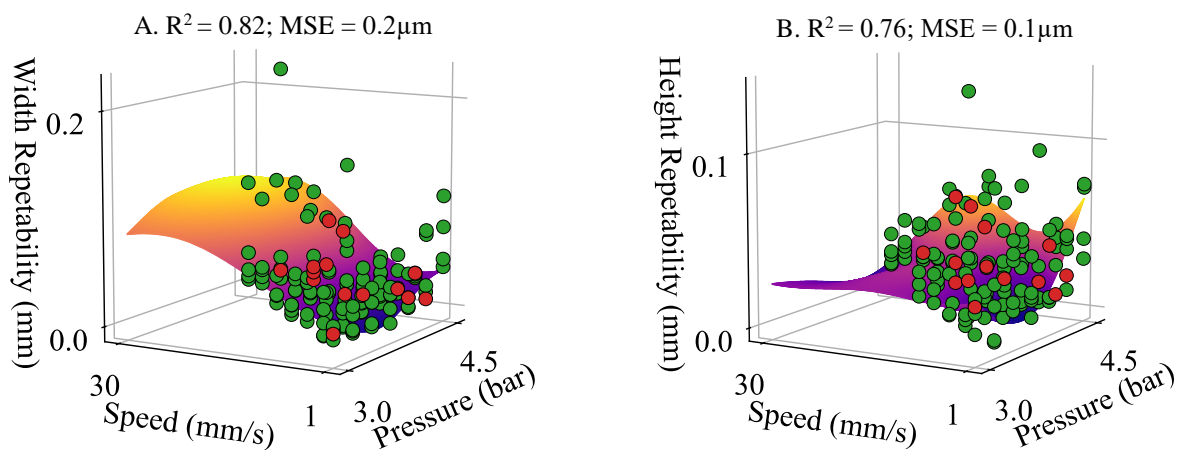 A. R² = 0.82; MSE = 0.2µm
Width Repetability (mm)
0.2
0.0
30
Speed (mm/s)
1
3.0
Pressure (bar)
4.5
B. R² = 0.76; MSE = 0.1µm
Height Repetability (mm)
0.1
0.0
30
Speed (mm/s)
1
3.0
Pressure (bar)
4.5